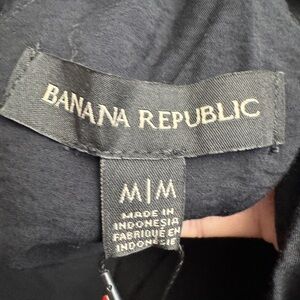 BANANA REPUBLIC
M|M
MADE IN
INDONESIA
FABRIQUÉ EN
INDONÉSIE